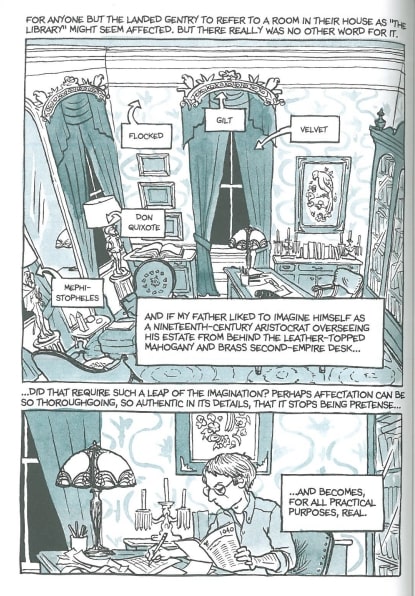 FOR ANYONE BUT THE LANDED GENTRY TO REFER TO A ROOM IN THEIR HOUSE AS "THE
LIBRARY" MIGHT SEEM AFFECTED. BUT THERE REALLY WAS NO OTHER WORD FOR IT.
FLOCKED
GILT
VELVET
DON
QUIXOTE
MEPHI-
STOPHELES
AND IF MY FATHER LIKED TO IMAGINE HIMSELF AS
A NINETEENTH-CENTURY ARISTOCRAT OVERSEEING
HIS ESTATE FROM BEHIND THE LEATHER-TOPPED
MAHOGANY AND BRASS SECOND-EMPIRE DESK...
...DID THAT REQUIRE SUCH A LEAP OF THE IMAGINATION? PERHAPS AFFECTATION CAN BE
SO THOROUGHGOING, SO AUTHENTIC IN ITS DETAILS, THAT IT STOPS BEING PRETENSE...
1040
...AND BECOMES,
FOR ALL PRACTICAL
PURPOSES, REAL.